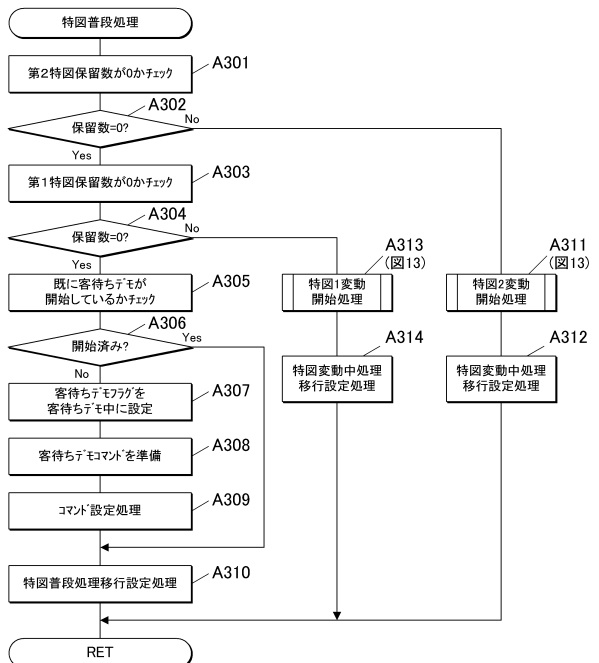 特図普段処理
第2特図保留数が0かチェック
A301
A302
保留数=0?
No
Yes
第1特図保留数が0かチェック
A303
A304
保留数=0?
No
Yes
既に客待ちデモが
開始しているかチェック
A305
A313
(図13)
特図1変動
開始処理
A311
(図13)
特図2変動
開始処理
A306
開始済み?
Yes
No
A314
特図変動中処理
移行設定処理
A312
特図変動中処理
移行設定処理
客待ちデモフラグを
客待ちデモ中に設定
A307
客待ちデモコマンドを準備
A308
コマンド設定処理
A309
特図普段処理移行設定処理
A310
RET